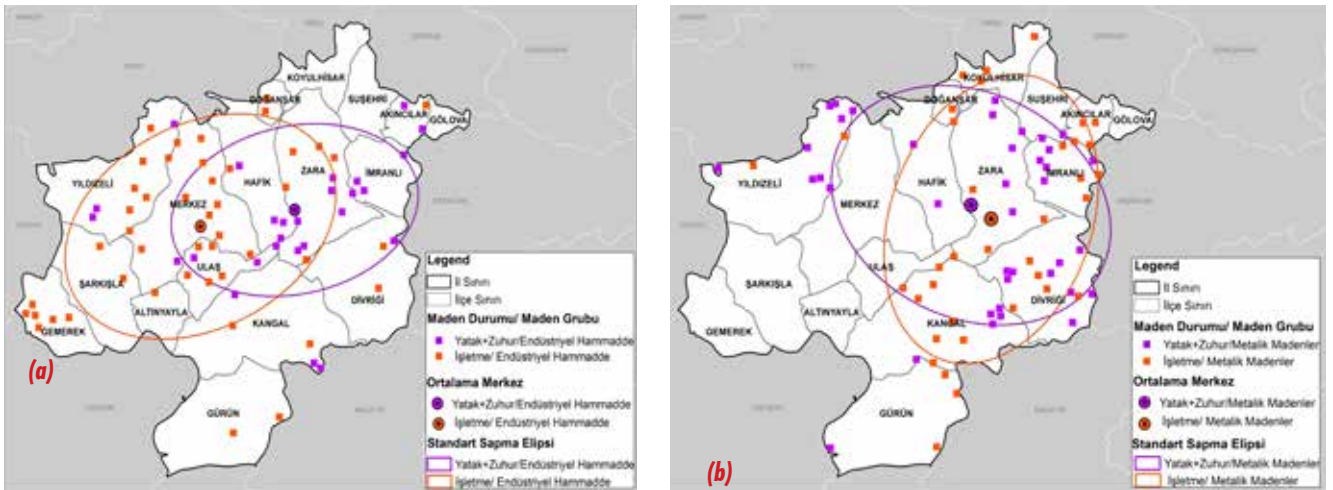 KOYULHİSAR
DOĞANŞAR
SUŞEHRİ
AKINCILAR
GÖLOVA
ZARA
İMRANLI
HAFİK
YILDIZELİ
MERKEZ
ULAŞ
ŞARKIŞLA
DİVRİĞİ
ALTINYAYLA
KANGAL
GEMEREK
GÜRÜN
(a)
Legend
İl Sınırı
İlçe Sınırı
Maden Durumu/ Maden Grubu
Yatak+Zuhur/Endüstriyel Hammadde
İşletme/ Endüstriyel Hammadde
Ortalama Merkez
Yatak+Zuhur/Endüstriyel Hammadde
İşletme/ Endüstriyel Hammadde
Standart Sapma Elipsi
Yatak+Zuhur/Endüstriyel Hammadde
İşletme/ Endüstriyel Hammadde
KOYULHİSAR
DOĞANŞAR
SUŞEHRİ
AKINCILAR
GÖLOVA
ZARA
İMRANLI
HAFİK
YILDIZELİ
MERKEZ
ULAŞ
ŞARKIŞLA
DİVRİĞİ
ALTINYAYLA
KANGAL
GEMEREK
GÜRÜN
(b)
Legend
İl Sınırı
İlçe Sınırı
Maden Durumu/ Maden Grubu
Yatak+Zuhur/Metalik Madenler
İşletme/ Metalik Madenler
Ortalama Merkez
Yatak+Zuhur/Metalik Madenler
İşletme/ Metalik Madenler
Standart Sapma Elipsi
Yatak+Zuhur/Metalik Madenler
İşletme/ Metalik Madenler